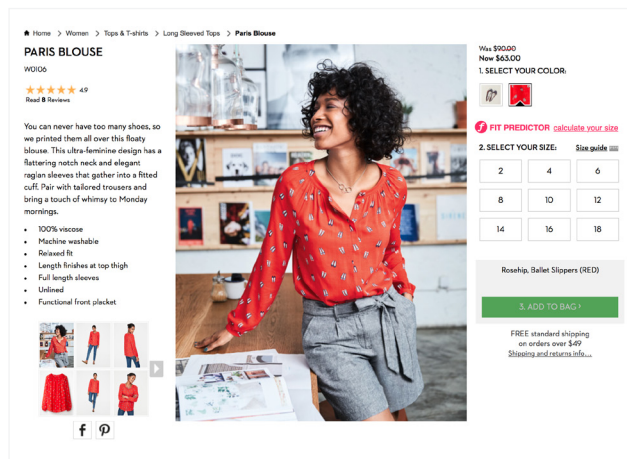 Home > Women > Tops & T-shirts > Long Sleeved Tops > Paris Blouse
PARIS BLOUSE
W0106
4.9
Read 8 Reviews
You can never have too many shoes, so
we printed them all over this floaty
blouse. This ultra-feminine design has a
flattering notch neck and elegant
raglan sleeves that gather into a fitted
cuff. Pair with tailored trousers and
bring a touch of whimsy to Monday
mornings.
100% viscose
Machine washable
Relaxed fit
Length finishes at top thigh
Full length sleeves
Unlined
Functional front placket
Was $90.00
Now $63.00
1. SELECT YOUR COLOR:
FIT PREDICTOR calculate your size
2. SELECT YOUR SIZE: Size guide
2 4 6
8 10 12
14 16 18
Rosehip, Ballet Slippers (RED)
3. ADD TO BAG >
FREE standard shipping
on orders over $49
Shipping and returns info...